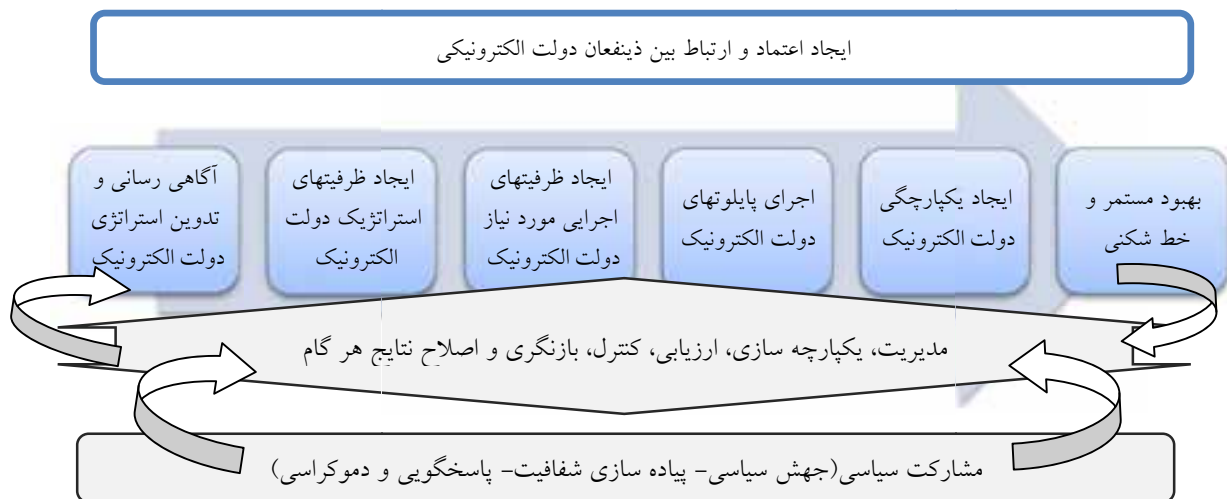 ایجاد اعتماد و ارتباط بین ذینفعان دولت الکترونیکی
آگاهی رسانی و
تدوین استراتژی
دولت الکترونیک
ایجاد ظرفیتهای
استراتژیک دولت
الکترونیک
ایجاد ظرفیتهای
اجرایی مورد نیاز
دولت الکترونیک
اجرای پایلوتهای
دولت الکترونیک
ایجاد یکپارچگی
دولت الکترونیک
بهبود مستمر و
خط شکنی
مدیریت، یکپارچه سازی، ارزیابی، کنترل، بازنگری و اصلاح نتایج هر گام
مشارکت سیاسی(جهش سیاسی- پیاده سازی شفافیت- پاسخگویی و دموکراسی)